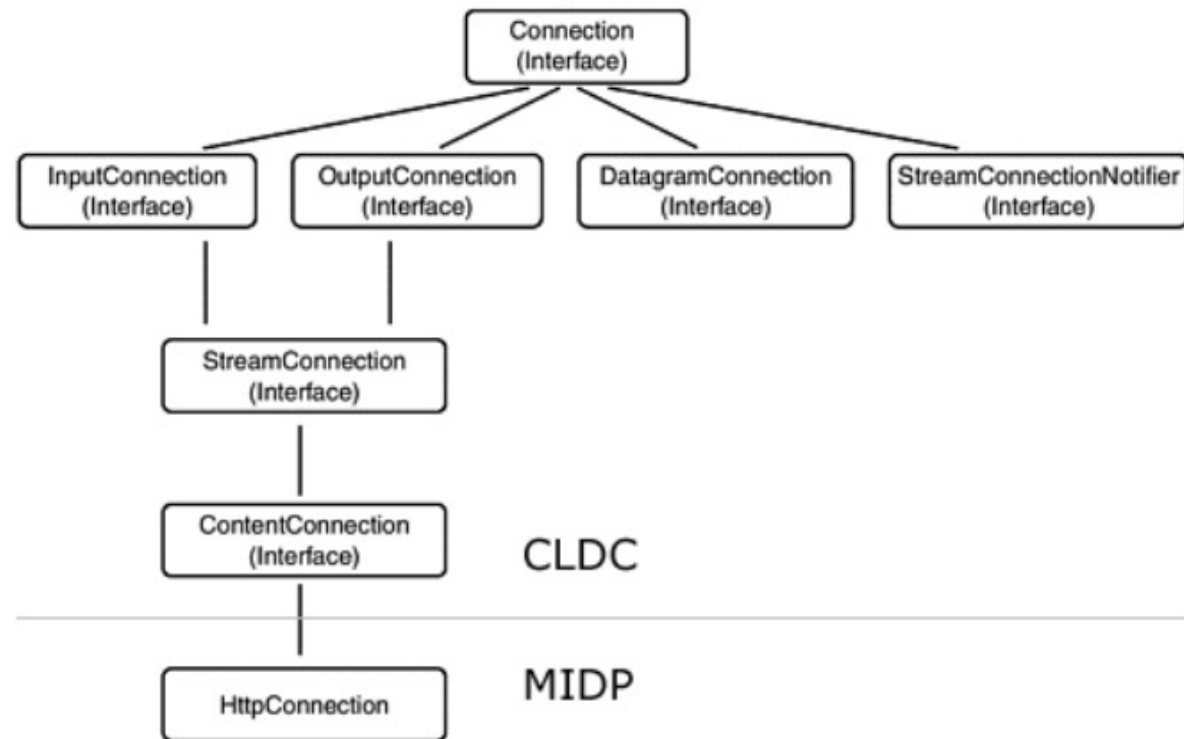 Connection
(Interface)
InputConnection
(Interface)
OutputConnection
(Interface)
DatagramConnection
(Interface)
StreamConnectionNotifier
(Interface)
StreamConnection
(Interface)
ContentConnection
(Interface)
CLDC
HttpConnection
MIDP